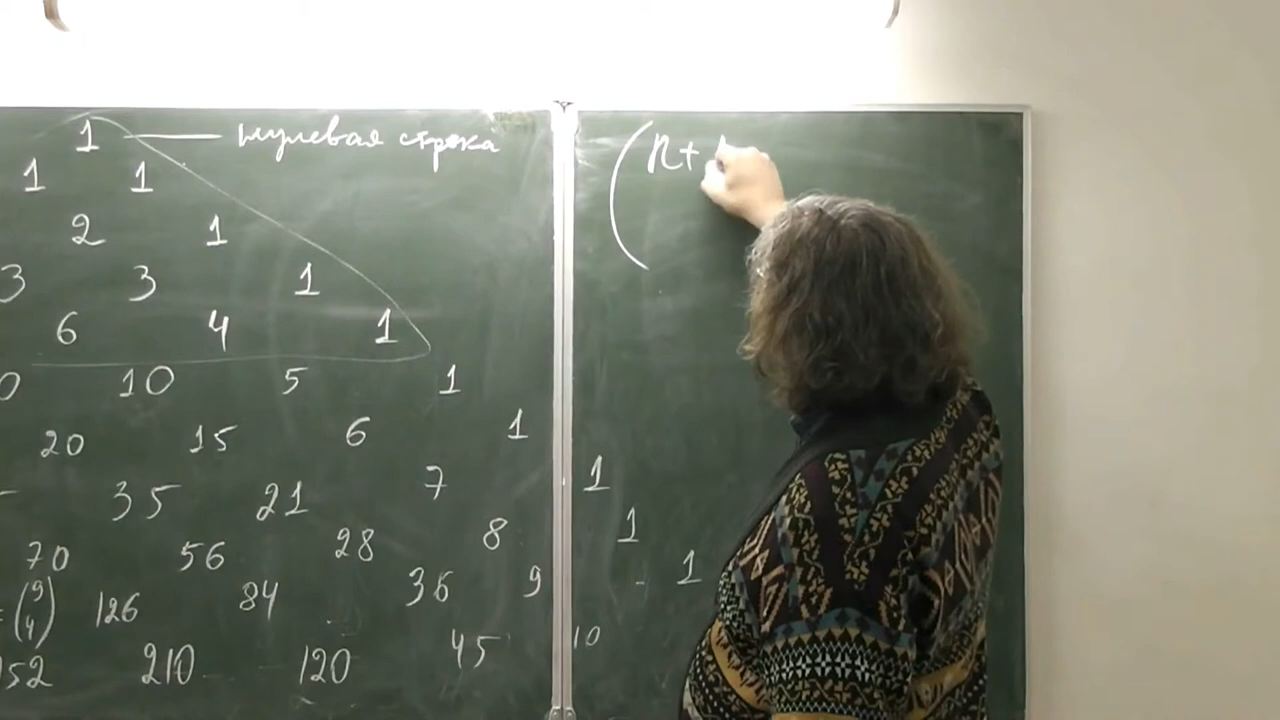 1 — нулевая строка
1 1
2 1
3 3 1
6 4 1
0 10 5 1
20 15 6 1
35 21 7 1
70 56 28 8 1
= (9 4) 126 84 36 9 1
52 210 120 45 10
(n+